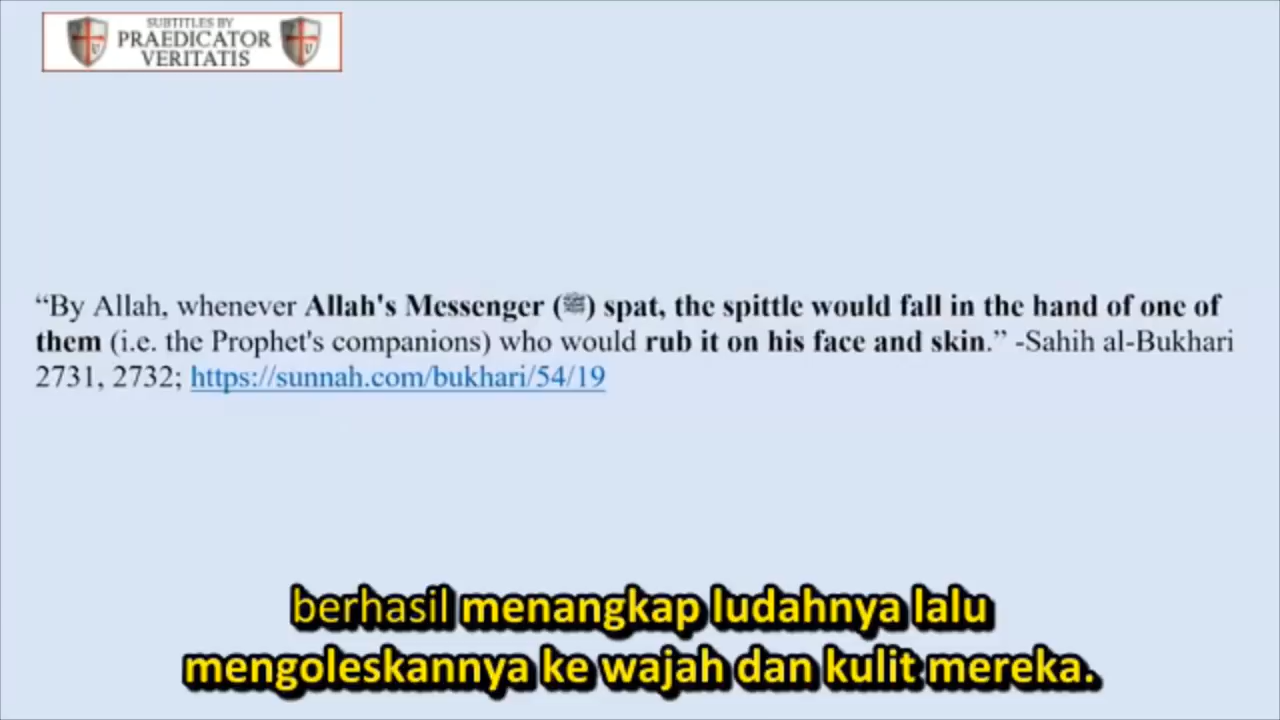 SUBTITLES BY
PRAEDICATOR
VERITATIS
“By Allah, whenever Allah's Messenger (ﷺ) spat, the spittle would fall in the hand of one of
them (i.e. the Prophet's companions) who would rub it on his face and skin.” -Sahih al-Bukhari
2731, 2732; https://sunnah.com/bukhari/54/19
berhasil menangkap ludahnya lalu
mengoleskannya ke wajah dan kulit mereka.